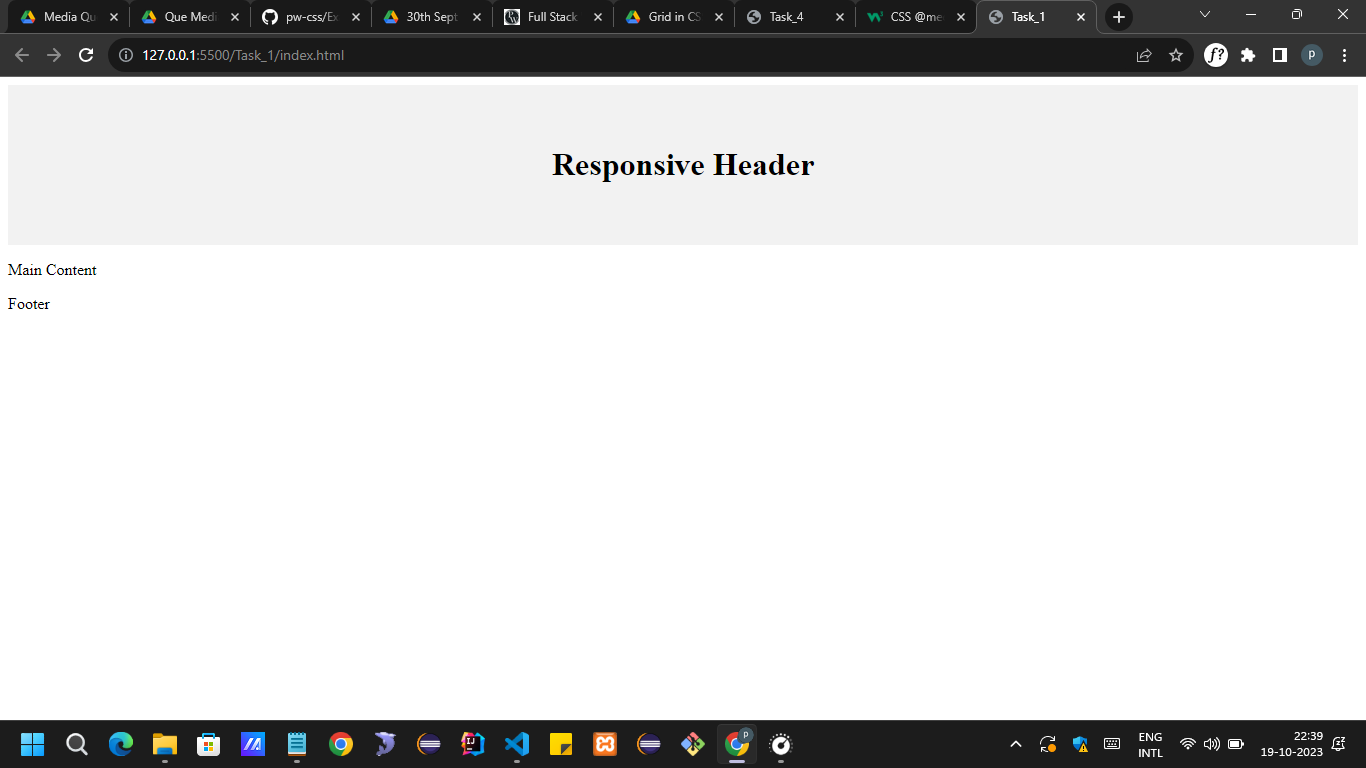 Media Qu
Que Medi
pw-css/Ex
30th Sept
Full Stack
Grid in CS
Task_4
CSS @me
Task_1
127.0.0.1:5500/Task_1/index.html
f?
p
Responsive Header
Main Content
Footer
P
ENG
INTL
22:39
19-10-2023